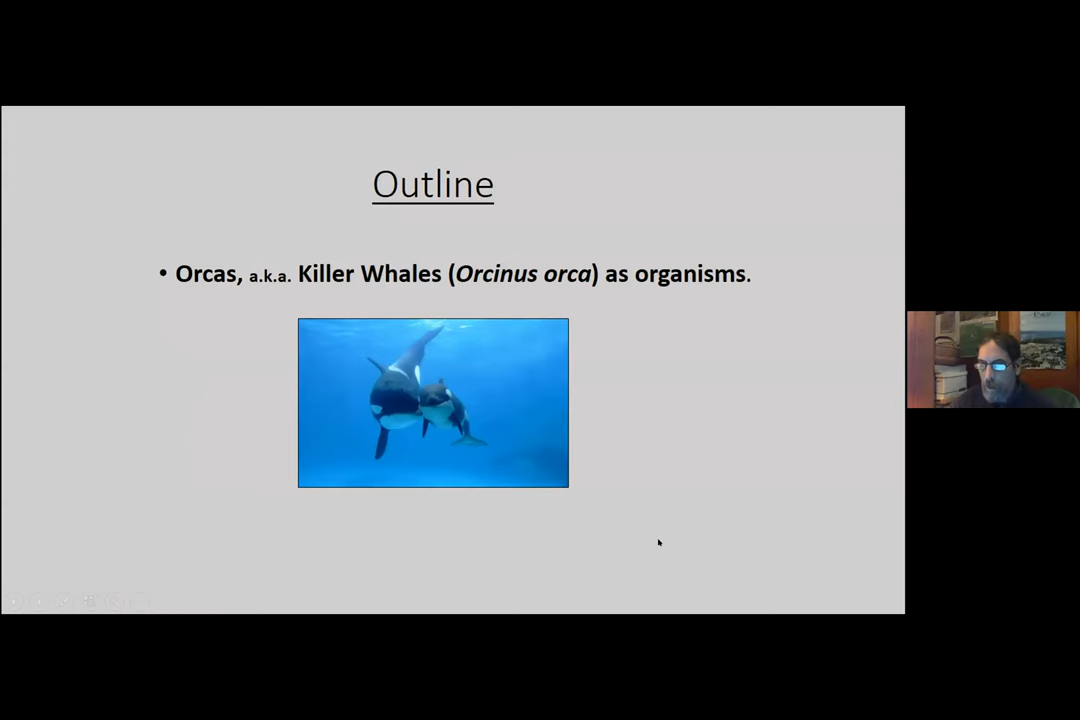 Outline
• Orcas, a.k.a. Killer Whales (Orcinus orca) as organisms.